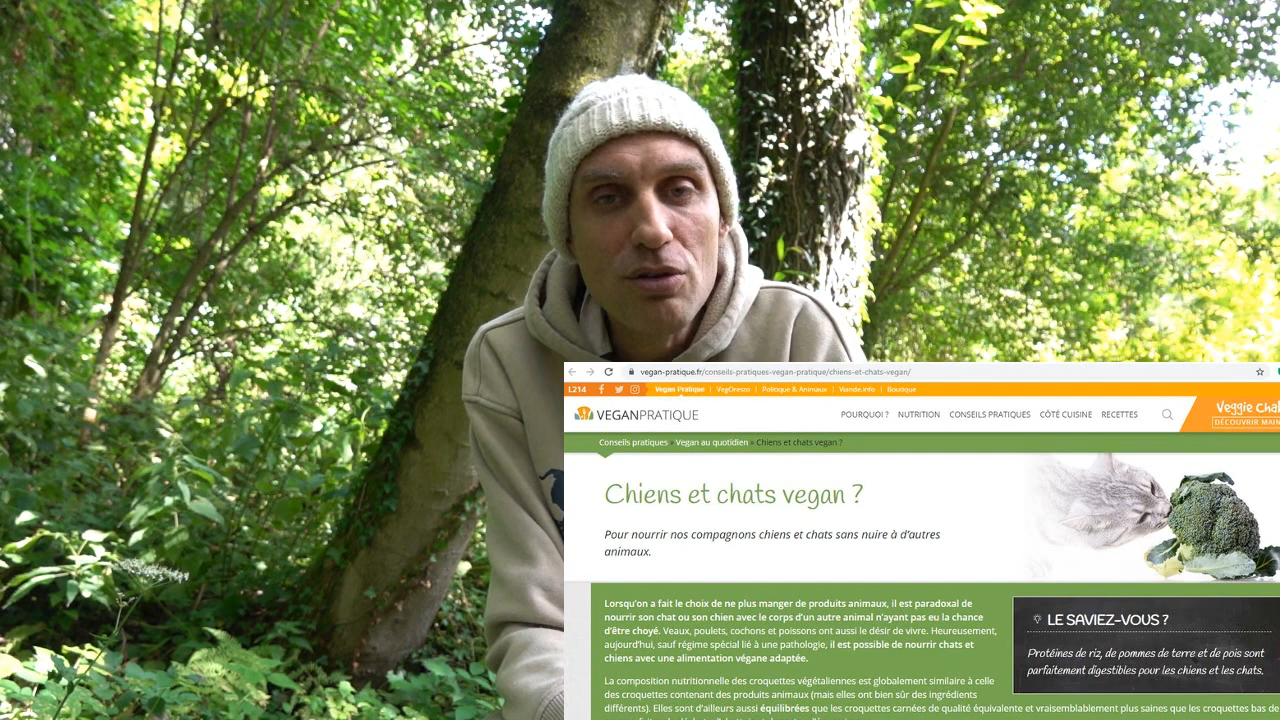 vegan-pratique.fr/conseils-pratiques-vegan-pratique/chiens-et-chats-vegan/
L214 Vegan Pratique | VegOresto | Politique & Animaux | Viande.info | Boutique
VEGANPRATIQUE POURQUOI ? NUTRITION CONSEILS PRATIQUES CÔTÉ CUISINE RECETTES
Veggie Chal
DÉCOUVRIR MAIN
Conseils pratiques » Vegan au quotidien » Chiens et chats vegan ?
Chiens et chats vegan ?
Pour nourrir nos compagnons chiens et chats sans nuire à d'autres
animaux.
Lorsqu'on a fait le choix de ne plus manger de produits animaux, il est paradoxal de
nourrir son chat ou son chien avec le corps d'un autre animal n'ayant pas eu la chance
d'être choyé. Veaux, poulets, cochons et poissons ont aussi le désir de vivre. Heureusement,
aujourd'hui, sauf régime spécial lié à une pathologie, il est possible de nourrir chats et
chiens avec une alimentation végane adaptée.
LE SAVIEZ-VOUS ?
Protéines de riz, de pommes de terre et de pois sont
parfaitement digestibles pour les chiens et les chats.
La composition nutritionnelle des croquettes végétaliennes est globalement similaire à celle
des croquettes contenant des produits animaux (mais elles ont bien sûr des ingrédients
différents). Elles sont d'ailleurs aussi équilibrées que les croquettes carnées de qualité équivalente et vraisemblablement plus saines que les croquettes bas de